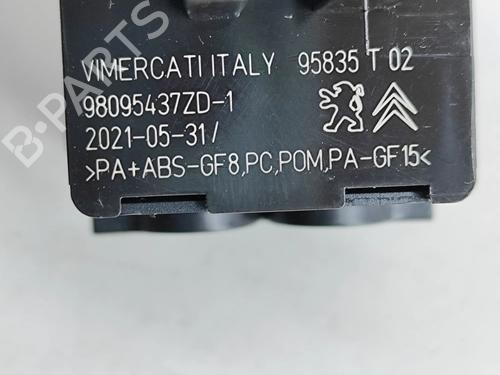 VIMERCATI ITALY 95835 T 02
98095437ZD-1
2021-05-31/
>PA+ABS-GF8,PC,POM,PA-GF15<
B-PARTS